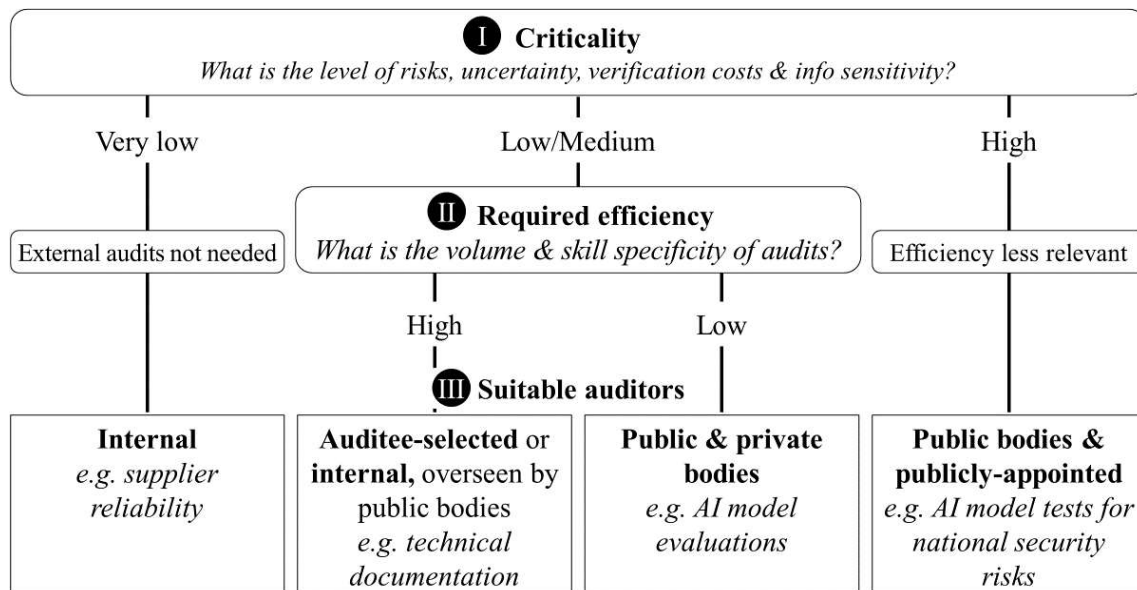 I Criticality
What is the level of risks, uncertainty, verification costs & info sensitivity?
Very low
Low/Medium
High
II Required efficiency
What is the volume & skill specificity of audits?
External audits not needed
Efficiency less relevant
High
Low
III Suitable auditors
Internal
e.g. supplier
reliability
Auditee-selected or
internal, overseen by
public bodies
e.g. technical
documentation
Public & private
bodies
e.g. AI model
evaluations
Public bodies &
publicly-appointed
e.g. AI model tests for
national security
risks